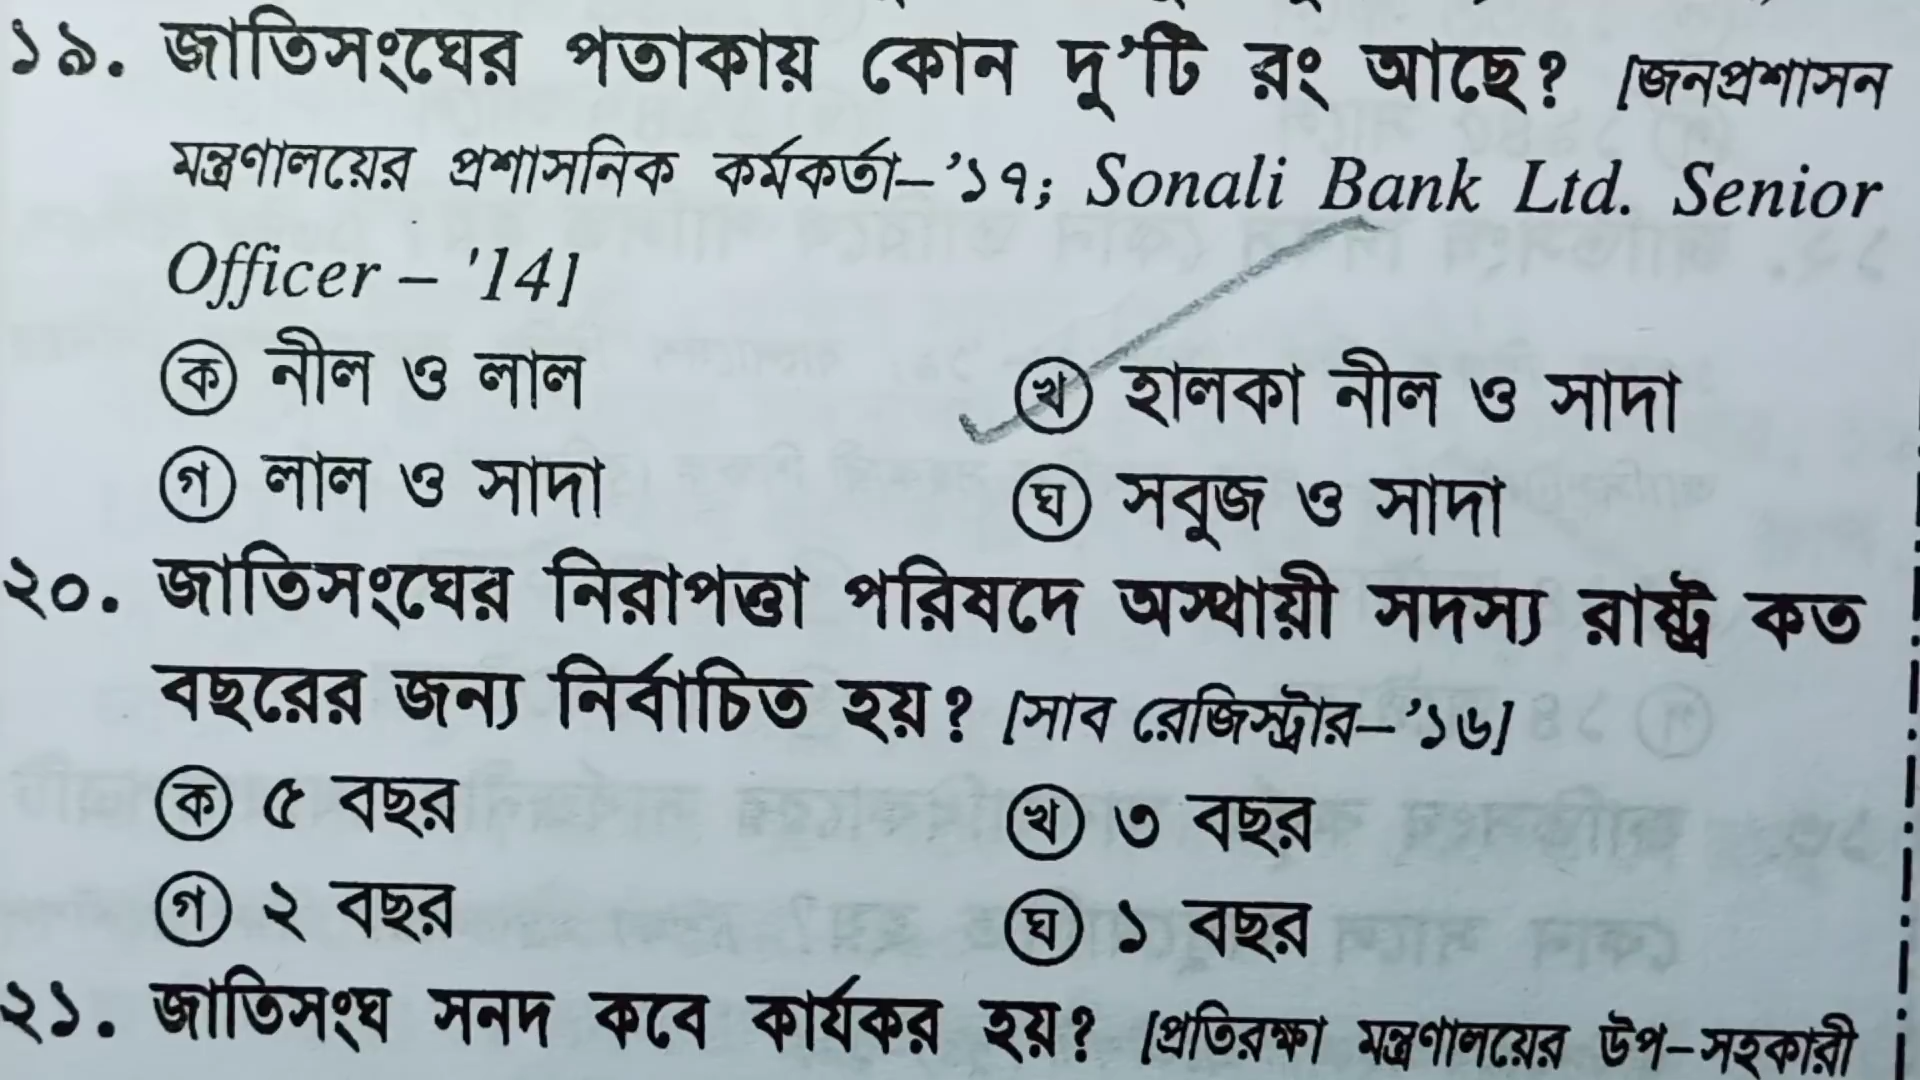 ১৯. জাতিসংঘের পতাকায় কোন দু’টি রং আছে? [জনপ্রশাসন
মন্ত্রণালয়ের প্রশাসনিক কর্মকর্তা–’১৭; Sonali Bank Ltd. Senior
Officer – '14]
ক নীল ও লাল
খ হালকা নীল ও সাদা
গ লাল ও সাদা
ঘ সবুজ ও সাদা
২০. জাতিসংঘের নিরাপত্তা পরিষদে অস্থায়ী সদস্য রাষ্ট্র কত
বছরের জন্য নির্বাচিত হয়? [সাব রেজিস্ট্রার–’১৬]
ক ৫ বছর
খ ৩ বছর
গ ২ বছর
ঘ ১ বছর
২১. জাতিসংঘ সনদ কবে কার্যকর হয়? [প্রতিরক্ষা মন্ত্রণালয়ের উপ-সহকারী